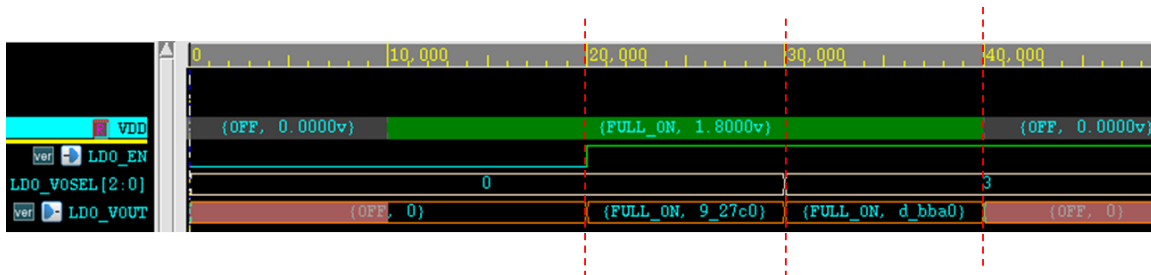 0 10,000 20,000 30,000 40,000
R VDD {OFF, 0.0000v} {FULL_ON, 1.8000v} {OFF, 0.0000v}
ver LDO_EN
LDO_VOSEL[2:0] 0 3
ver LDO_VOUT {OFF, 0} {FULL_ON, 9_27c0} {FULL_ON, d_bba0} {OFF, 0}